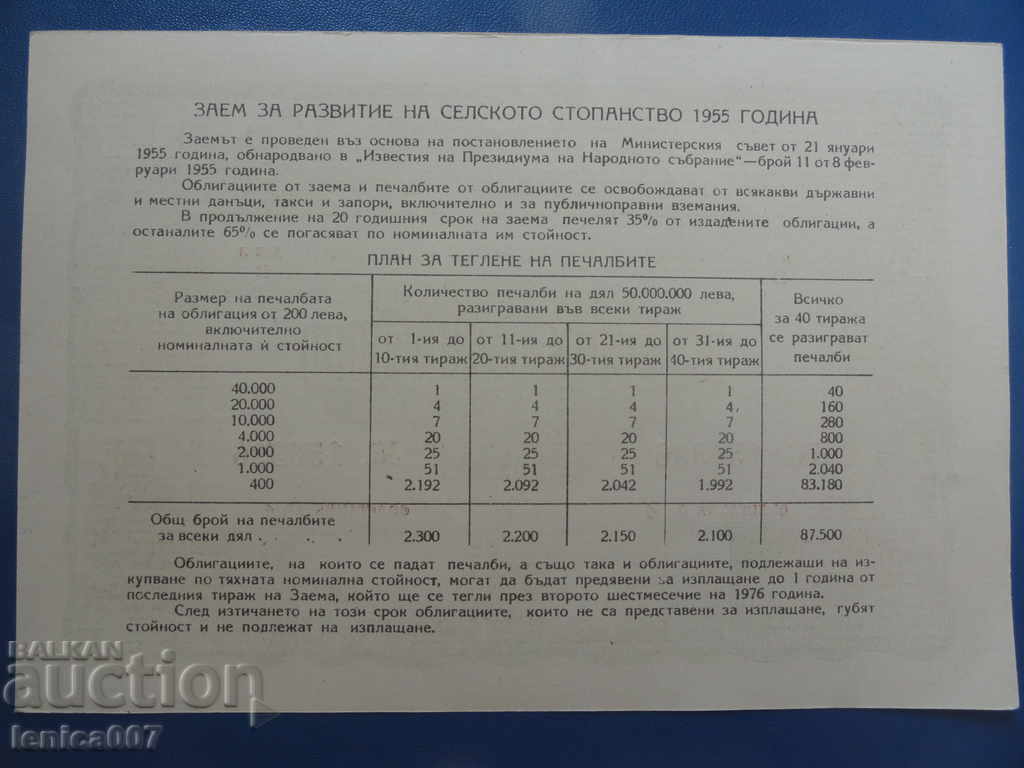 ЗАЕМ ЗА РАЗВИТИЕ НА СЕЛСКОТО СТОПАНСТВО 1955 ГОДИНА
Заемът е проведен въз основа на постановлението на Министерския съвет от 21 януари
1955 година, обнародвано в „Известия на Президиума на Народното събрание“—брой 11 от 8 фев-
руари 1955 година.
Облигациите от заема и печалбите от облигациите се освобождават от всякакви държавни
и местни данъци, такси и запори, включително и за публичноправни вземания.
В продължение на 20 годишния срок на заема печелят 35% от издадените облигации, а
останалите 65% се погасяват по номиналната им стойност.
ПЛАН ЗА ТЕГЛЕНЕ НА ПЕЧАЛБИТЕ
Размер на печалбата
на облигация от 200 лева,
включително
номиналната ѝ стойност
Количество печалби на дял 50.000.000 лева,
разигравани във всеки тираж
от 1-ия до
10-тия тираж
от 11-ия до
20-тия тираж
от 21-ия до
30-тия тираж
от 31-ия до
40-тия тираж
Всичко
за 40 тиража
се разиграват
печалби
40.000 1 1 1 1 40
20.000 4 4 4 4 160
10.000 7 7 7 7 280
4.000 20 20 20 20 800
2.000 25 25 25 25 1.000
1.000 51 51 51 51 2.040
400 2.192 2.092 2.042 1.992 83.180
Общ брой на печалбите
за всеки дял . . . . 2.300 2.200 2.150 2.100 87.500
Облигациите, на които се падат печалби, а също така и облигациите, подлежащи на из-
купване по тяхната номинална стойност, могат да бъдат предявени за изплащане до 1 година от
последния тираж на Заема, който ще се тегли през второто шестмесечие на 1976 година.
След изтичането на този срок облигациите, които не са представени за изплащане, губят
стойност и не подлежат на изплащане.
BALKAN
auction
lenica007